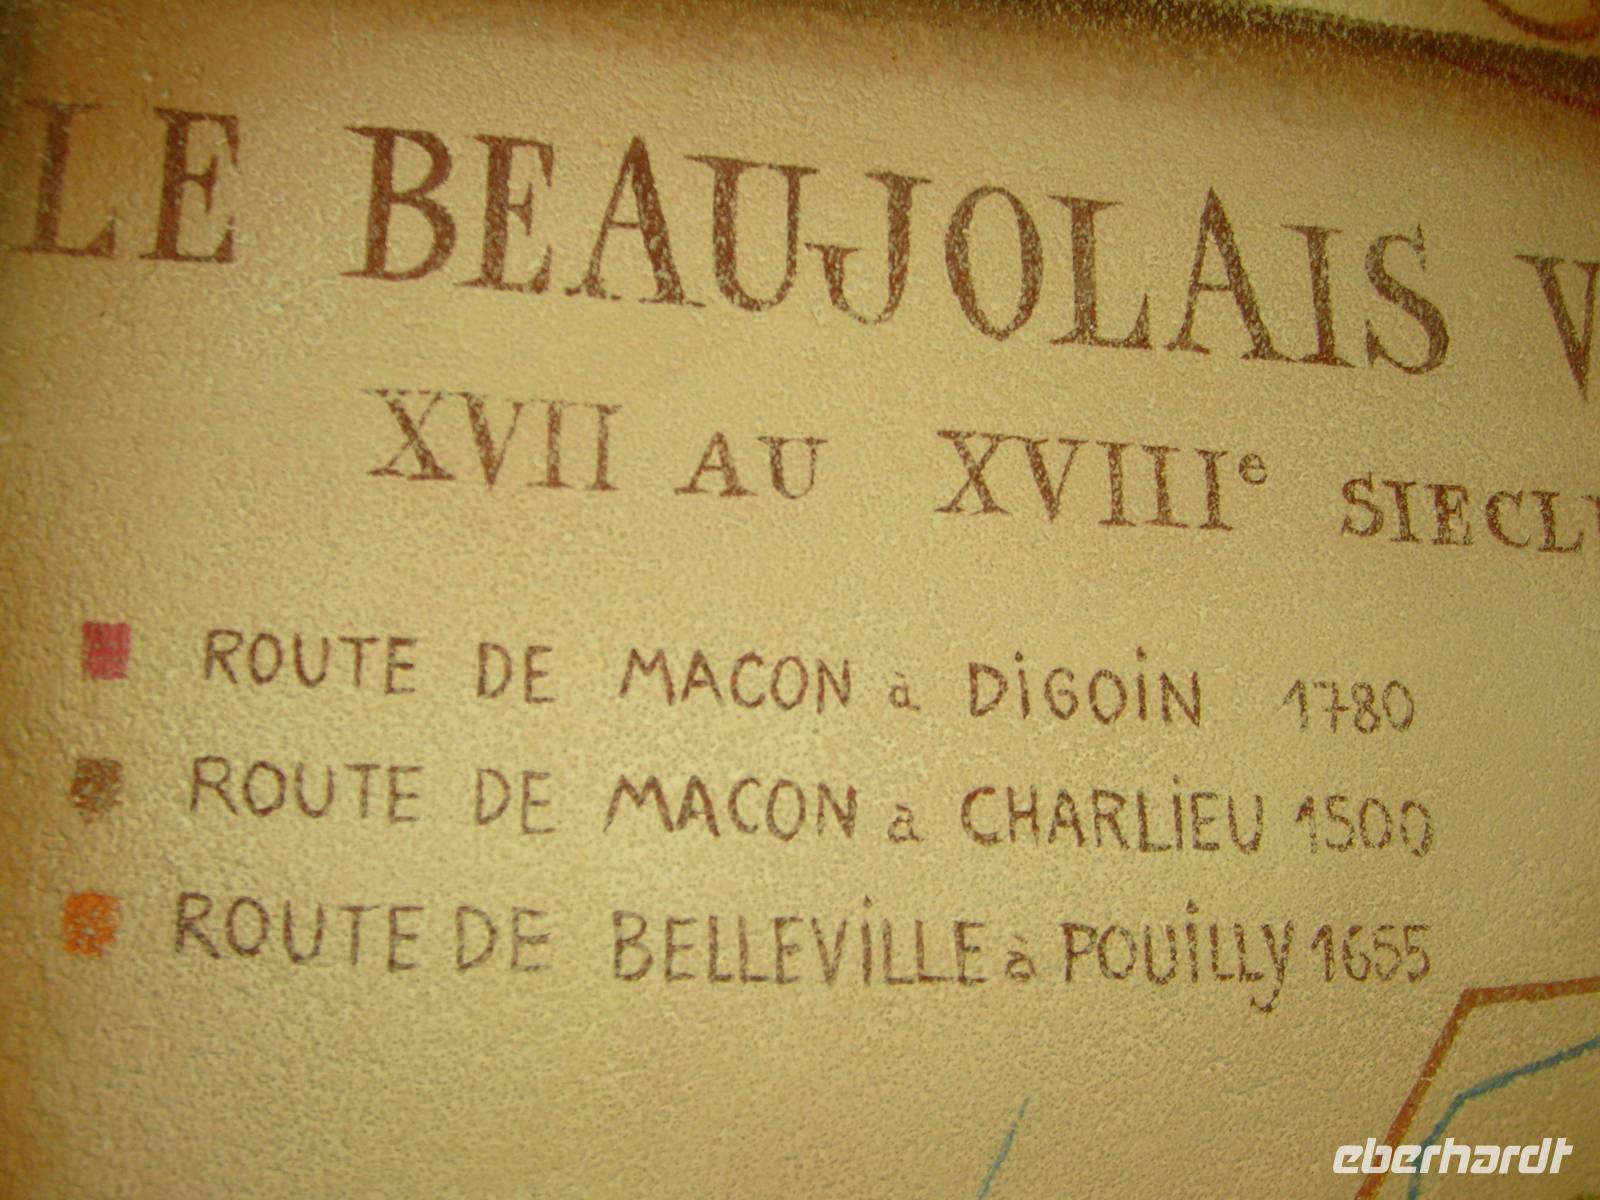 LE BEAUJOLAIS V
XVII AU XVIIIe SIECLE
ROUTE DE MACON à DiGOiN 1780
ROUTE DE MACON à CHARLiEU 1500
ROUTE DE BELLEViLLE à POUiLLy 1655
eberhardt